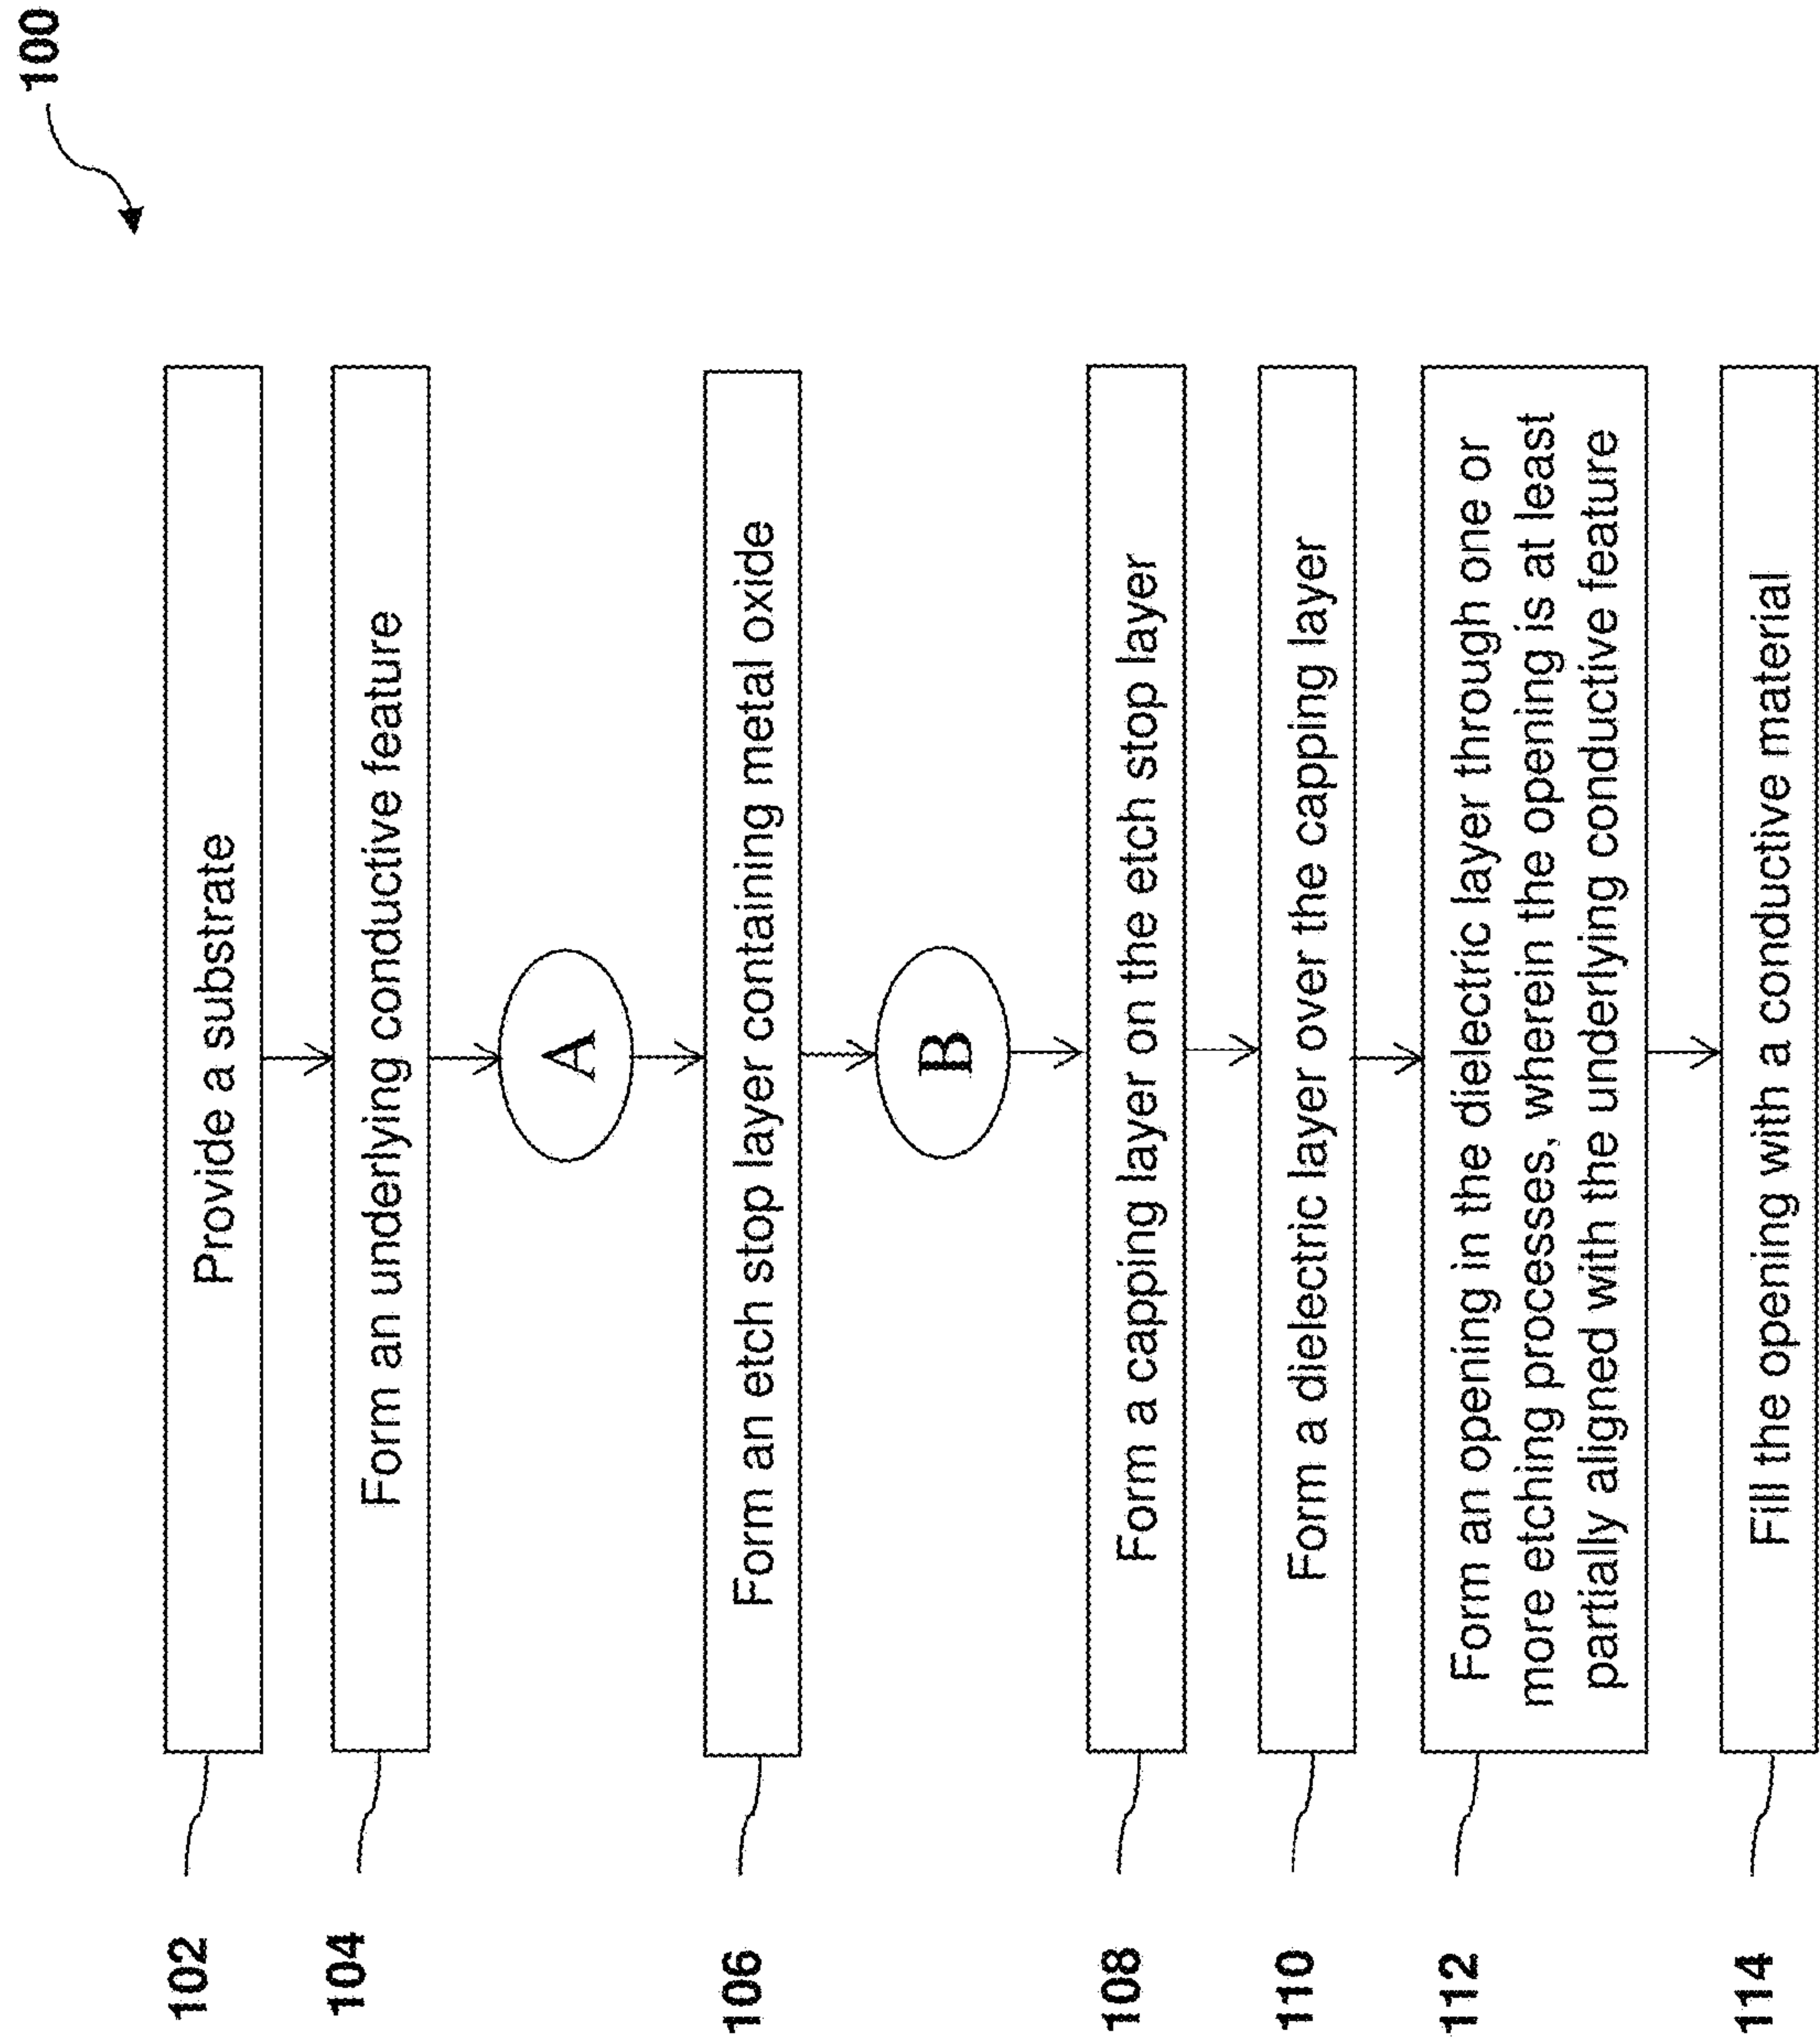 100
102
Provide a substrate
104
Form an underlying conductive feature
A
106
Form an etch stop layer containing metal oxide
B
108
Form a capping layer on the etch stop layer
110
Form a dielectric layer over the capping layer
112
Form an opening in the dielectric layer through one or
more etching processes, wherein the opening is at least
partially aligned with the underlying conductive feature
114
Fill the opening with a conductive material